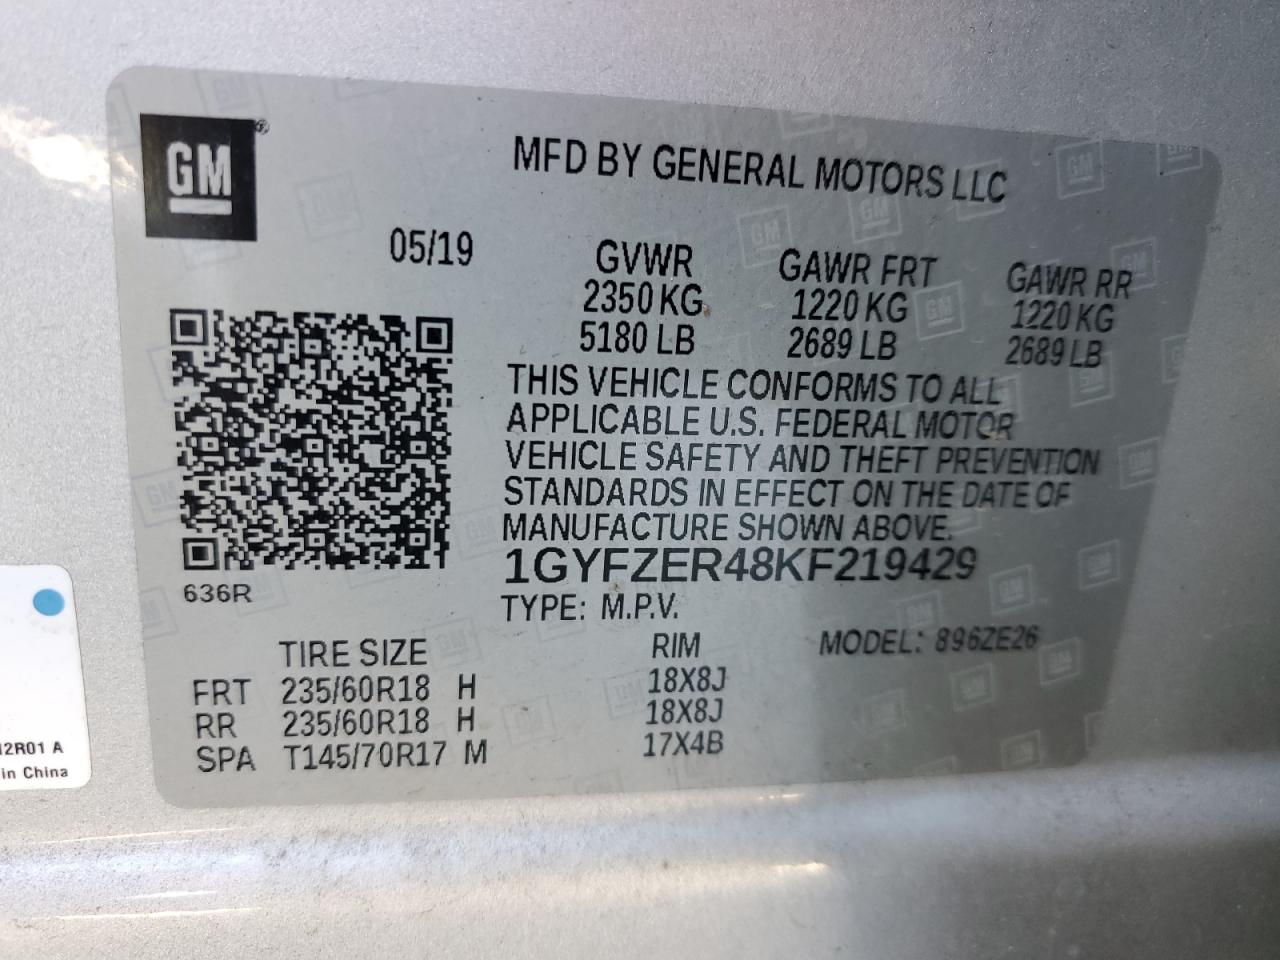 GM®
MFD BY GENERAL MOTORS LLC
05/19 GVWR GAWR FRT GAWR RR
2350 KG 1220 KG 1220 KG
5180 LB 2689 LB 2689 LB
THIS VEHICLE CONFORMS TO ALL
APPLICABLE U.S. FEDERAL MOTOR
VEHICLE SAFETY AND THEFT PREVENTION
STANDARDS IN EFFECT ON THE DATE OF
MANUFACTURE SHOWN ABOVE.
1GYFZER48KF219429
636R
TYPE: M.P.V.
MODEL: 896ZE26
TIRE SIZE RIM
FRT 235/60R18 H 18X8J
RR 235/60R18 H 18X8J
SPA T145/70R17 M 17X4B
2R01 A
in China